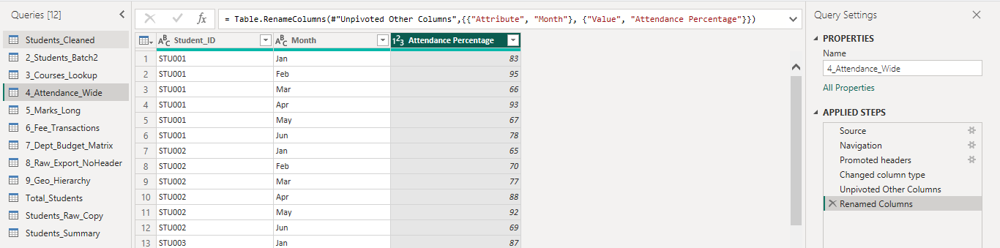 Queries [12]
Students_Cleaned
2_Students_Batch2
3_Courses_Lookup
4_Attendance_Wide
5_Marks_Long
6_Fee_Transactions
7_Dept_Budget_Matrix
8_Raw_Export_NoHeader
9_Geo_Hierarchy
Total_Students
Students_Raw_Copy
Students_Summary
fx = Table.RenameColumns(#"Unpivoted Other Columns",{{"Attribute", "Month"}, {"Value", "Attendance Percentage"}})
ABC Student_ID ABC Month 123 Attendance Percentage
1 STU001 Jan 83
2 STU001 Feb 95
3 STU001 Mar 66
4 STU001 Apr 93
5 STU001 May 67
6 STU001 Jun 78
7 STU002 Jan 65
8 STU002 Feb 70
9 STU002 Mar 77
10 STU002 Apr 88
11 STU002 May 92
12 STU002 Jun 69
13 STU003 Jan 87
Query Settings
PROPERTIES
Name
4_Attendance_Wide
All Properties
APPLIED STEPS
Source
Navigation
Promoted headers
Changed column type
Unpivoted Other Columns
Renamed Columns